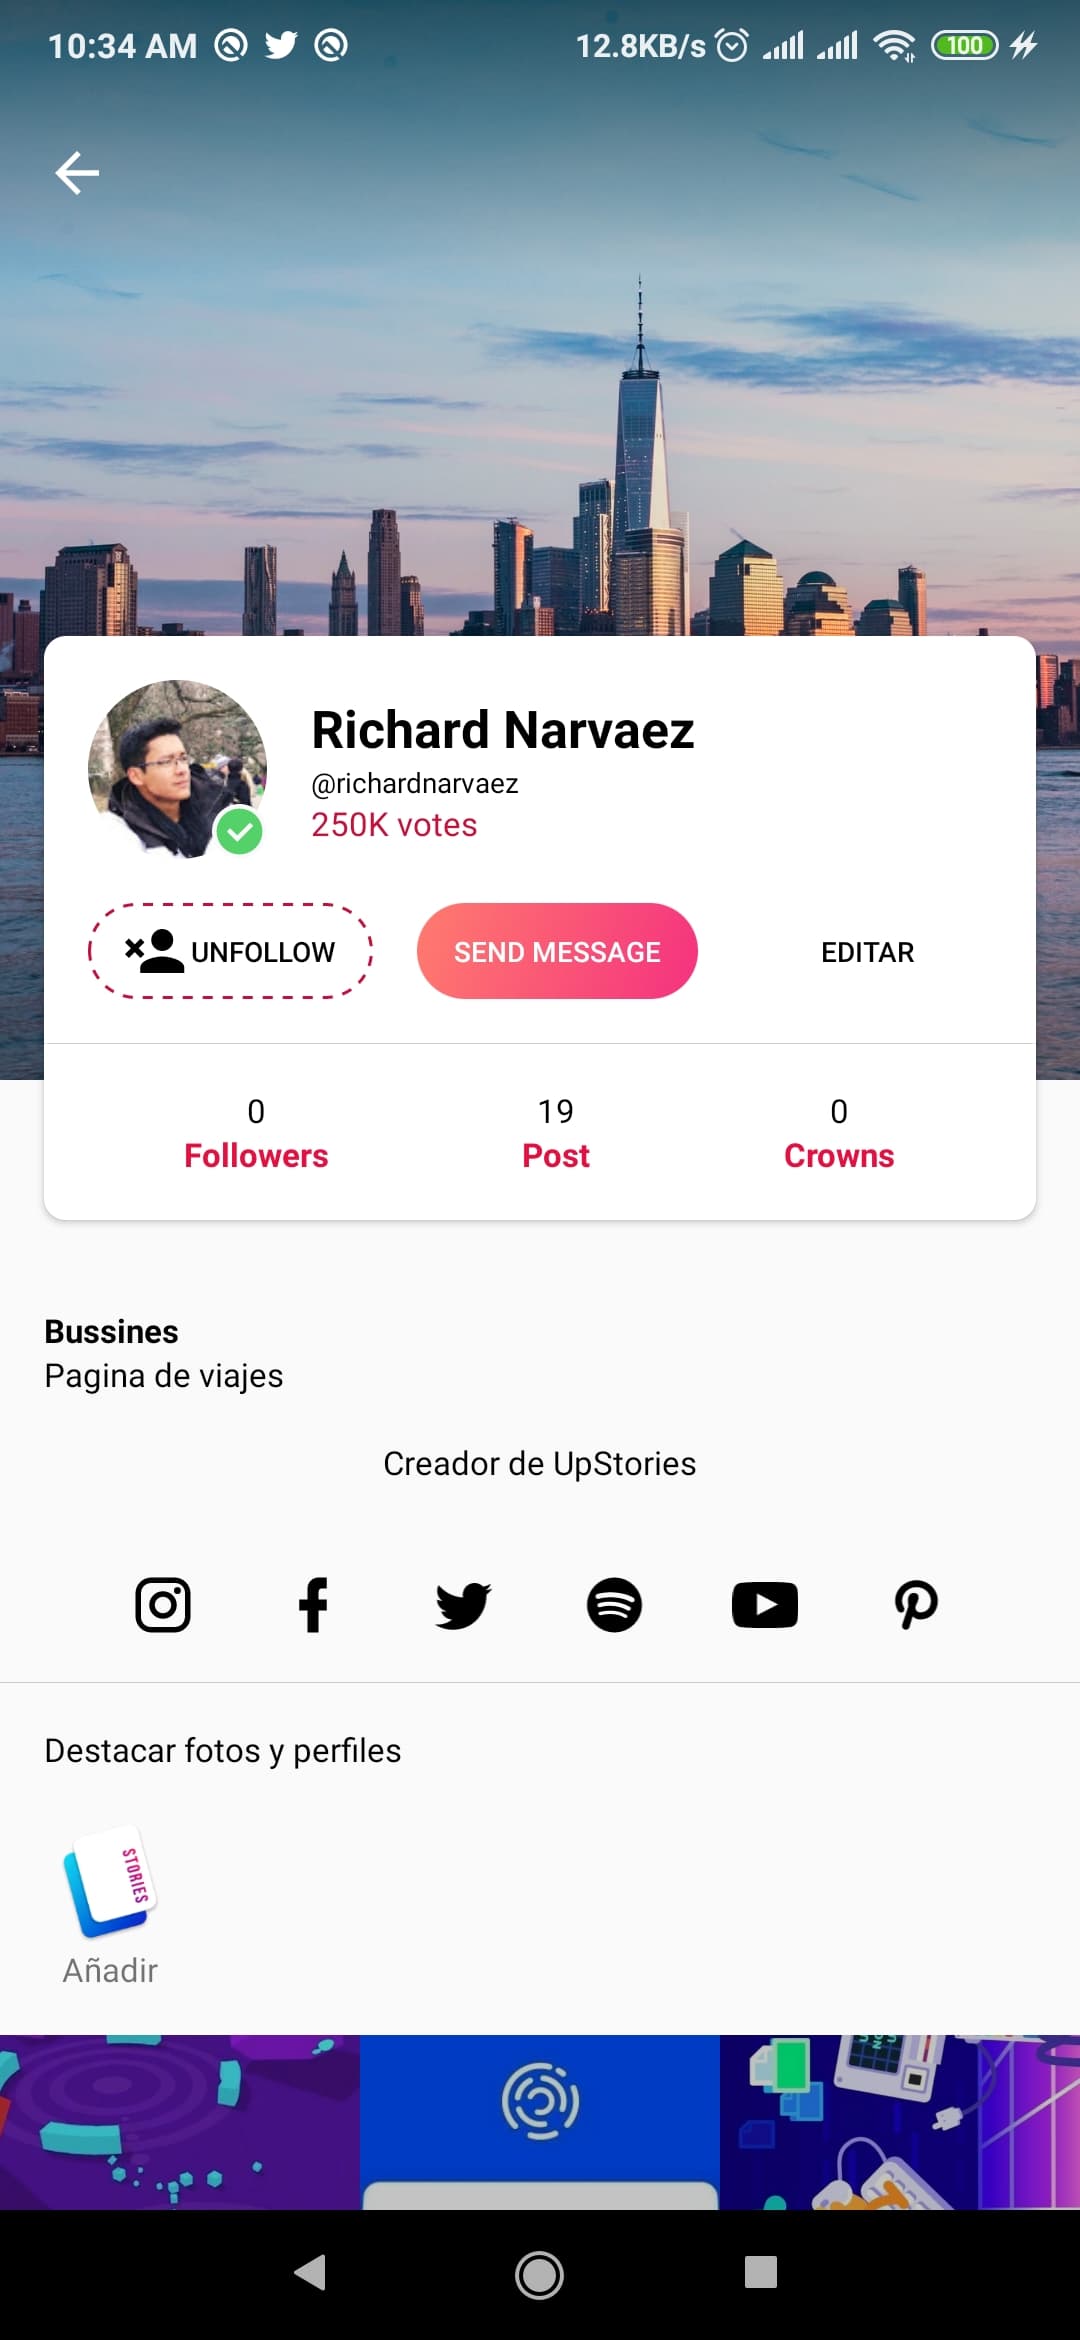 10:34 AM 12.8KB/s 100
Richard Narvaez
@richardnarvaez
250K votes
UNFOLLOW SEND MESSAGE EDITAR
0 19 0
Followers Post Crowns
Bussines
Pagina de viajes
Creador de UpStories
Destacar fotos y perfiles
STORIES
Añadir